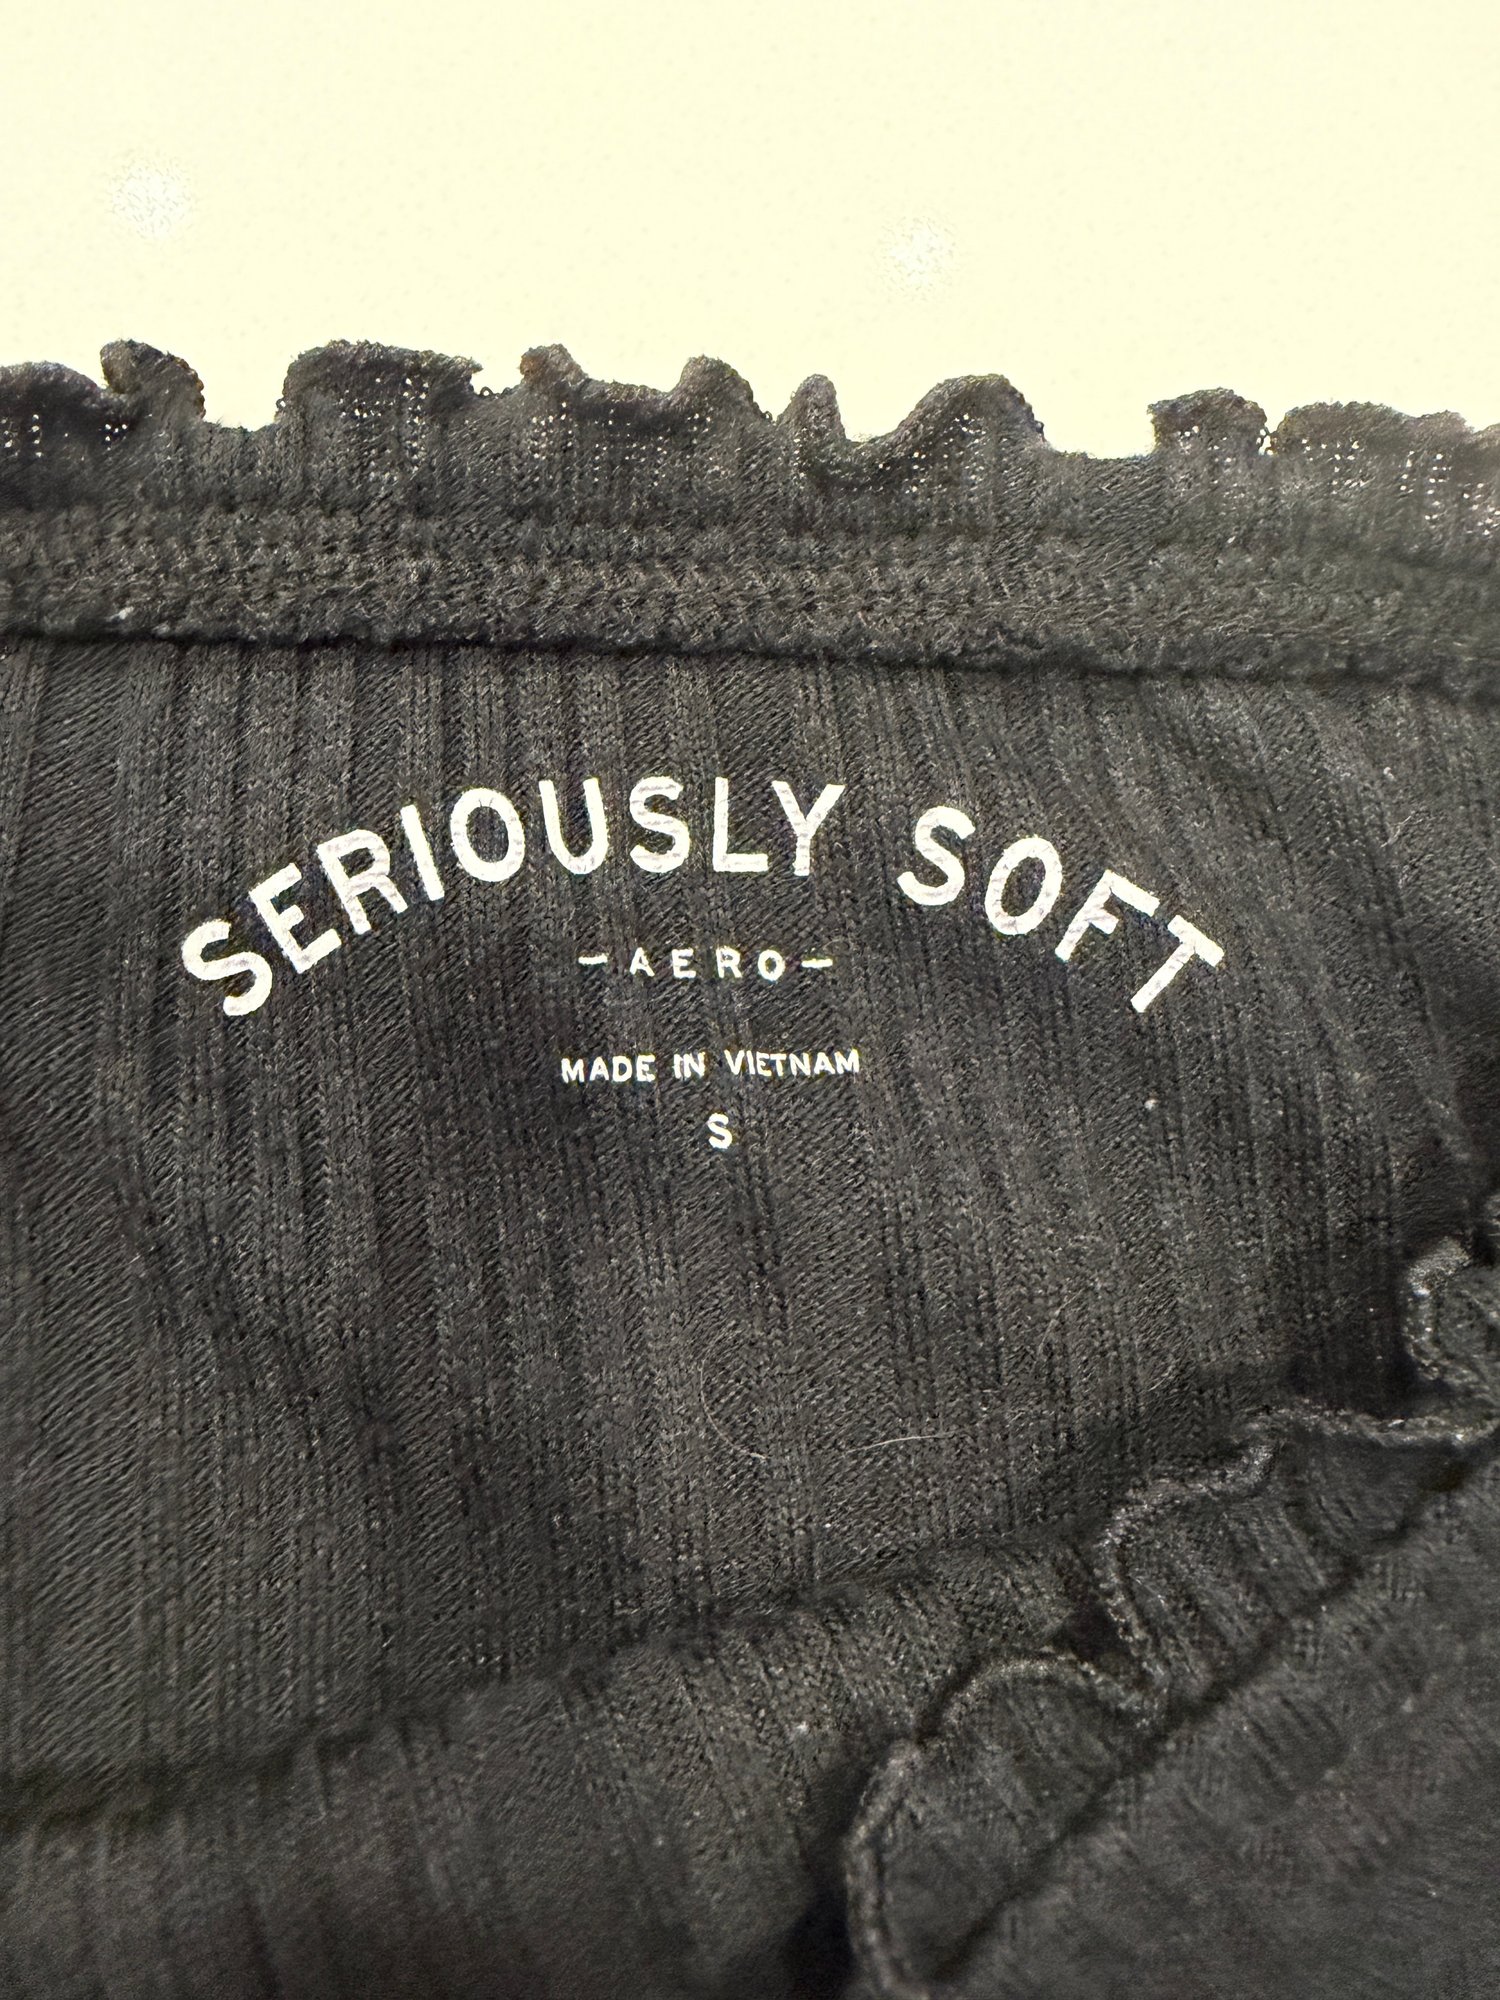 SERIOUSLY SOFT
-AERO-
MADE IN VIETNAM
S